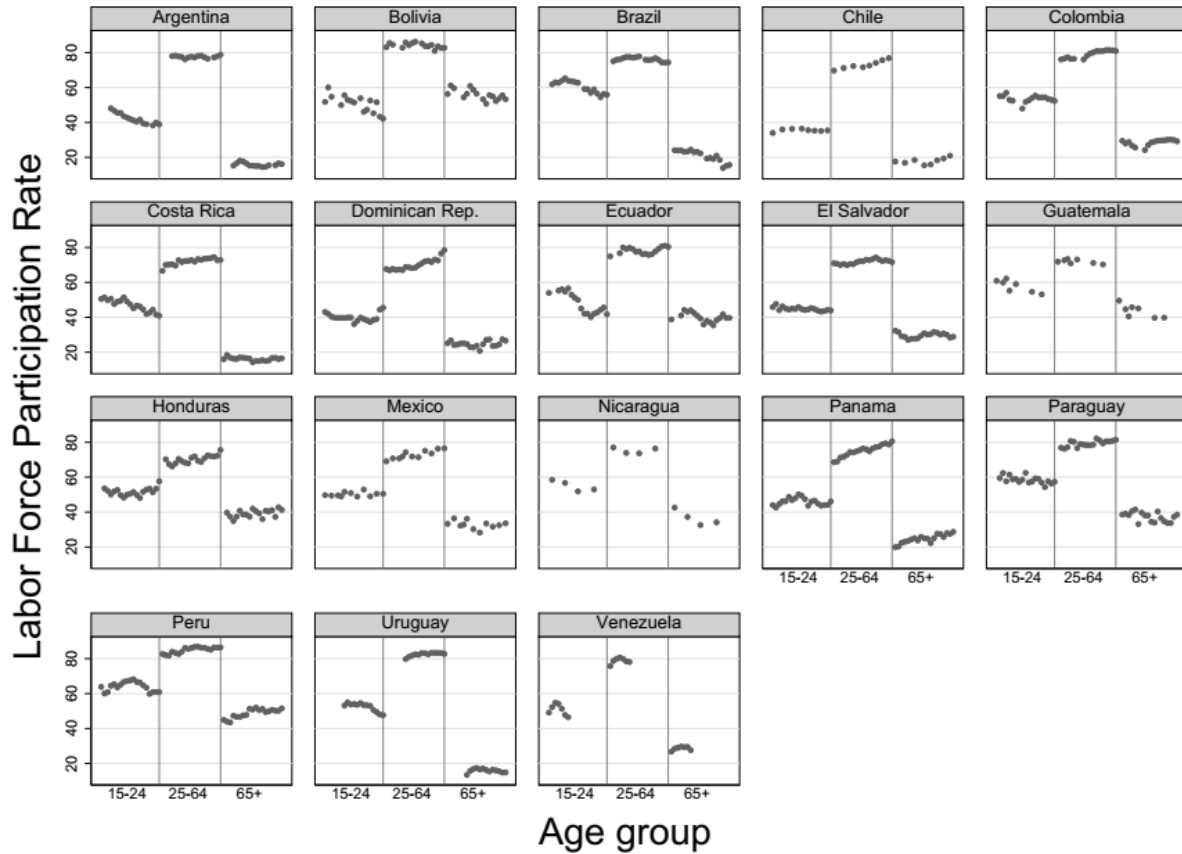 Labor Force Participation Rate
Argentina Bolivia Brazil Chile Colombia
80
60
40
20
Costa Rica Dominican Rep. Ecuador El Salvador Guatemala
80
60
40
20
Honduras Mexico Nicaragua Panama Paraguay
80
60
40
20
15-24 25-64 65+ 15-24 25-64 65+
Peru Uruguay Venezuela
80
60
40
20
15-24 25-64 65+ 15-24 25-64 65+ 15-24 25-64 65+
Age group